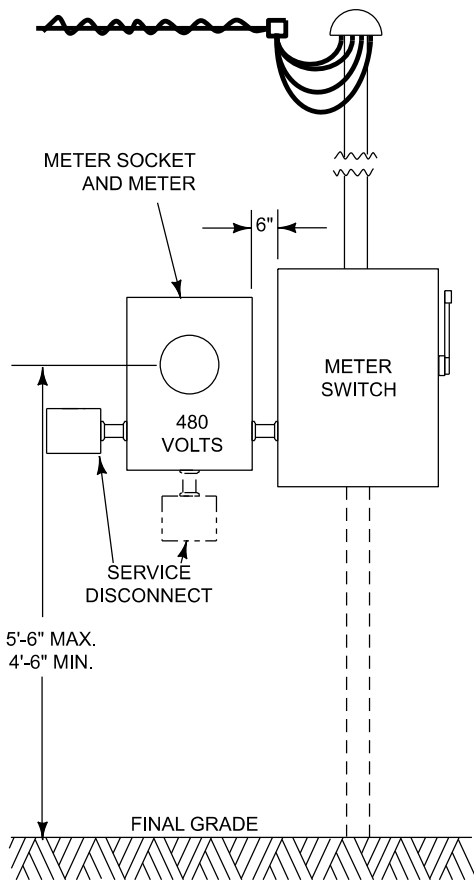 METER SOCKET
AND METER
6"
METER
SWITCH
480
VOLTS
SERVICE
DISCONNECT
5'-6" MAX.
4'-6" MIN.
FINAL GRADE